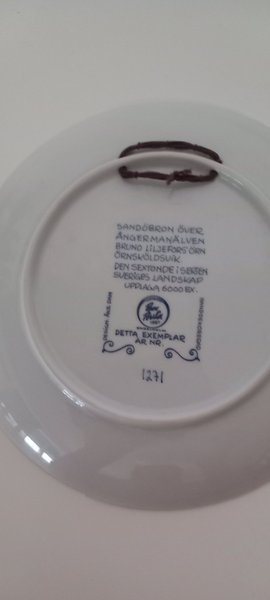 SANDÖBRON ÖVER
ÅNGERMANÄLVEN
BRUNO LILJEFORS' ÖRN
ÖRNSKÖLDSVIK
DEN SEXTONDE I SERIEN
SVERIGES LANDSKAP
UPPLAGA 6000 EX.
DETTA EXEMPLAR
ÄR NR.
1271